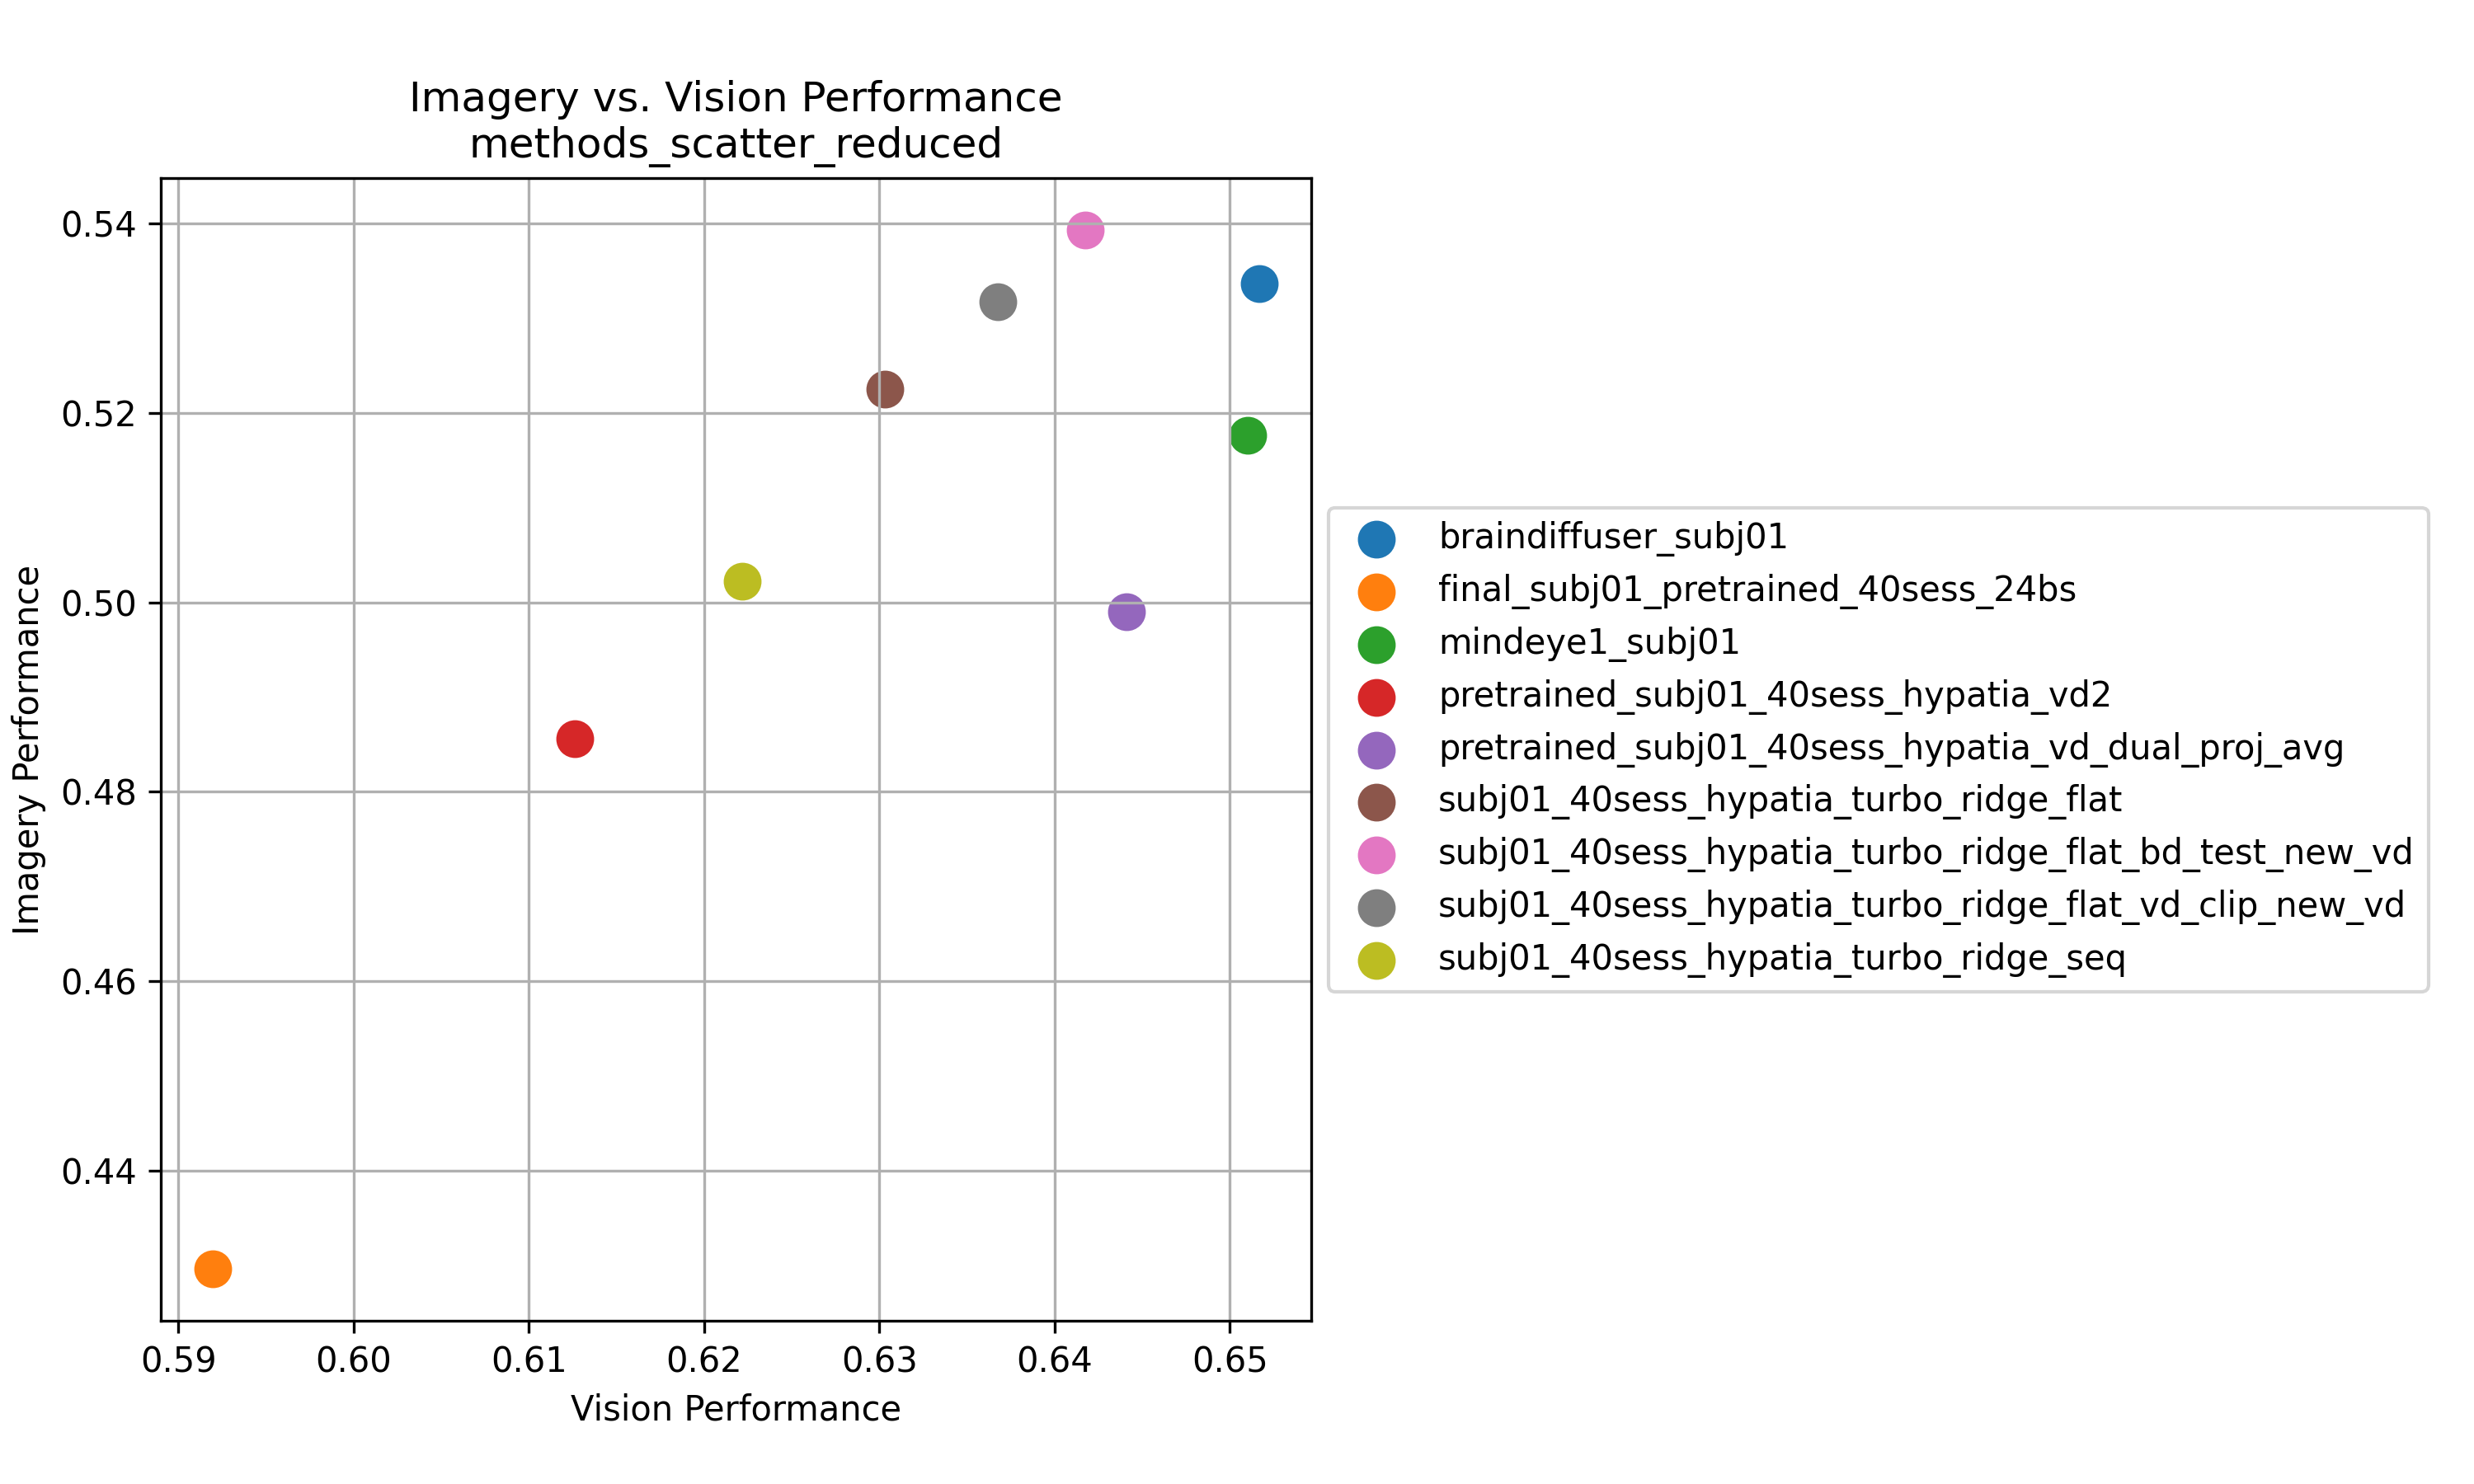 Imagery vs. Vision Performance
methods_scatter_reduced
Imagery Performance
0.54
0.52
0.50
0.48
0.46
0.44
0.59 0.60 0.61 0.62 0.63 0.64 0.65
Vision Performance
braindiffuser_subj01
final_subj01_pretrained_40sess_24bs
mindeye1_subj01
pretrained_subj01_40sess_hypatia_vd2
pretrained_subj01_40sess_hypatia_vd_dual_proj_avg
subj01_40sess_hypatia_turbo_ridge_flat
subj01_40sess_hypatia_turbo_ridge_flat_bd_test_new_vd
subj01_40sess_hypatia_turbo_ridge_flat_vd_clip_new_vd
subj01_40sess_hypatia_turbo_ridge_seq